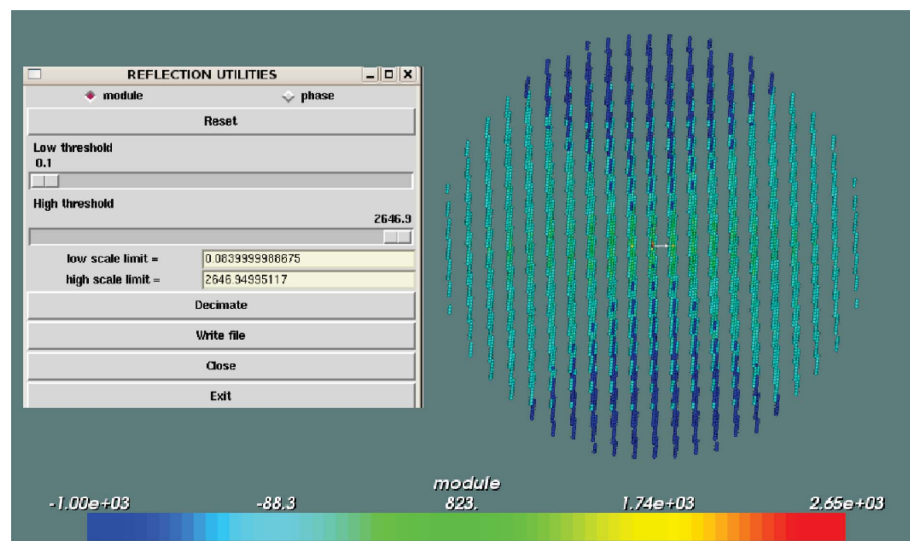 REFLECTION UTILITIES
module phase
Reset
Low threshold
0.1
High threshold
2646.9
low scale limit = 0.0839999988675
high scale limit = 2646.94995117
Decimate
Write file
Close
Exit
module
-1.00e+03 -88.3 823. 1.74e+03 2.65e+03